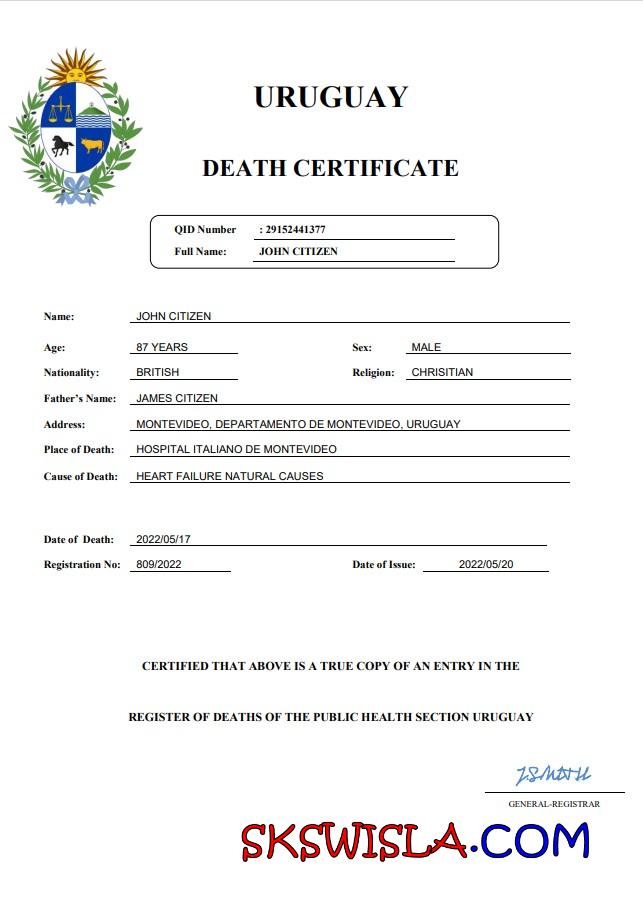 URUGUAY
DEATH CERTIFICATE
QID Number : 29152441377
Full Name: JOHN CITIZEN
Name: JOHN CITIZEN
Age: 87 YEARS Sex: MALE
Nationality: BRITISH Religion: CHRISITIAN
Father's Name: JAMES CITIZEN
Address: MONTEVIDEO, DEPARTAMENTO DE MONTEVIDEO, URUGUAY
Place of Death: HOSPITAL ITALIANO DE MONTEVIDEO
Cause of Death: HEART FAILURE NATURAL CAUSES
Date of Death: 2022/05/17
Registration No: 809/2022 Date of Issue: 2022/05/20
CERTIFIED THAT ABOVE IS A TRUE COPY OF AN ENTRY IN THE
REGISTER OF DEATHS OF THE PUBLIC HEALTH SECTION URUGUAY
GENERAL-REGISTRAR
SKSWISLA.COM